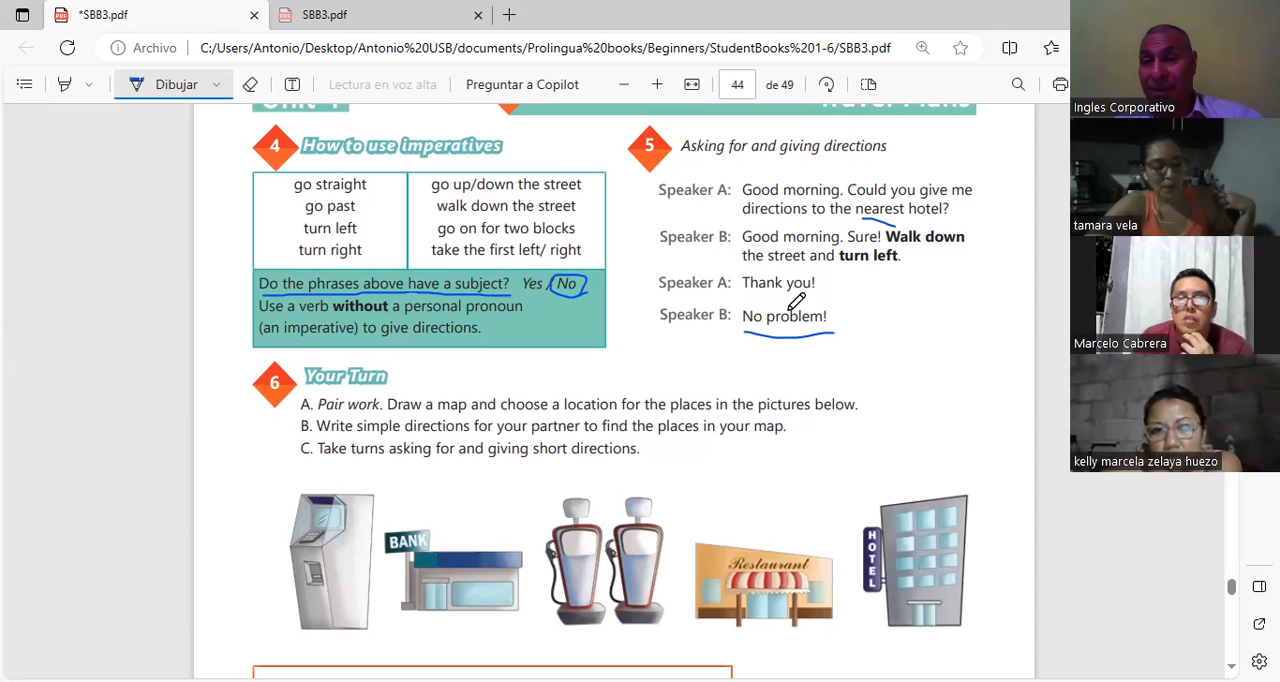 *SBB3.pdf
SBB3.pdf
Archivo
C:/Users/Antonio/Desktop/Antonio%20USB/documents/Prolingua%20books/Beginners/StudentBooks%201-6/SBB3.pdf
Dibujar
Lectura en voz alta
Preguntar a Copilot
44
de 49
Travel Plans
4 How to use imperatives
go straight
go past
turn left
turn right
go up/down the street
walk down the street
go on for two blocks
take the first left/ right
Do the phrases above have a subject? Yes / No
Use a verb without a personal pronoun
(an imperative) to give directions.
5 Asking for and giving directions
Speaker A: Good morning. Could you give me
directions to the nearest hotel?
Speaker B: Good morning. Sure! Walk down
the street and turn left.
Speaker A: Thank you!
Speaker B: No problem!
6 Your Turn
A. Pair work. Draw a map and choose a location for the places in the pictures below.
B. Write simple directions for your partner to find the places in your map.
C. Take turns asking for and giving short directions.
BANK
Restaurant
HOTEL
Ingles Corporativo
tamara vela
Marcelo Cabrera
kelly marcela zelaya huezo